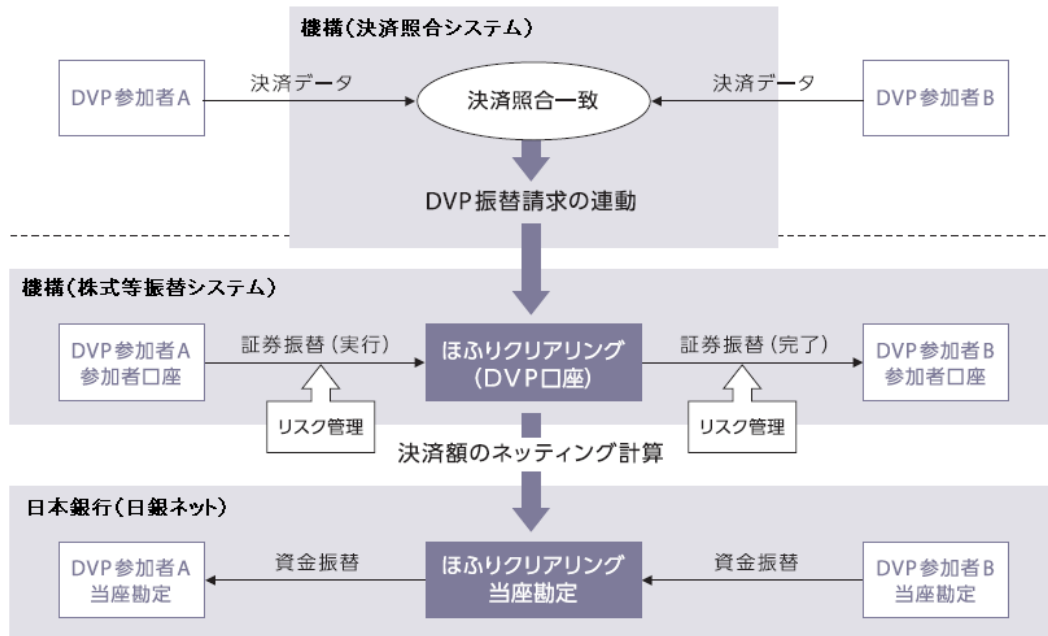 機構(決済照合システム)
DVP参加者A
決済データ
決済照合一致
決済データ
DVP参加者B
DVP振替請求の連動
機構(株式等振替システム)
DVP参加者A
参加者口座
証券振替(実行)
ほふりクリアリング
(DVP口座)
証券振替(完了)
DVP参加者B
参加者口座
リスク管理
リスク管理
決済額のネッティング計算
日本銀行(日銀ネット)
DVP参加者A
当座勘定
資金振替
ほふりクリアリング
当座勘定
資金振替
DVP参加者B
当座勘定